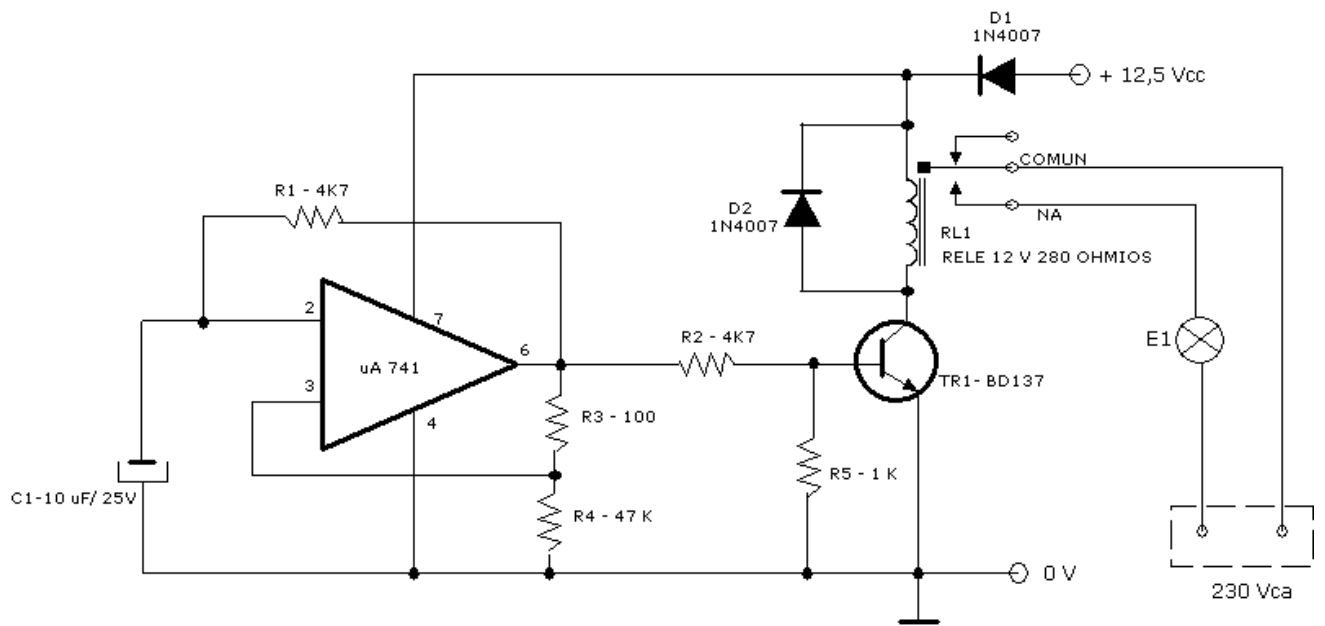 D1
1N4007
+ 12,5 Vcc
COMUN
R1 - 4K7
D2
1N4007
NA
RL1
RELE 12 V 280 OHMIOS
2
7
R2 - 4K7
6
E1
uA 741
3
TR1- BD137
4
R3 - 100
R5 - 1 K
C1-10 uF/ 25V
R4 - 47 K
0 V
230 Vca